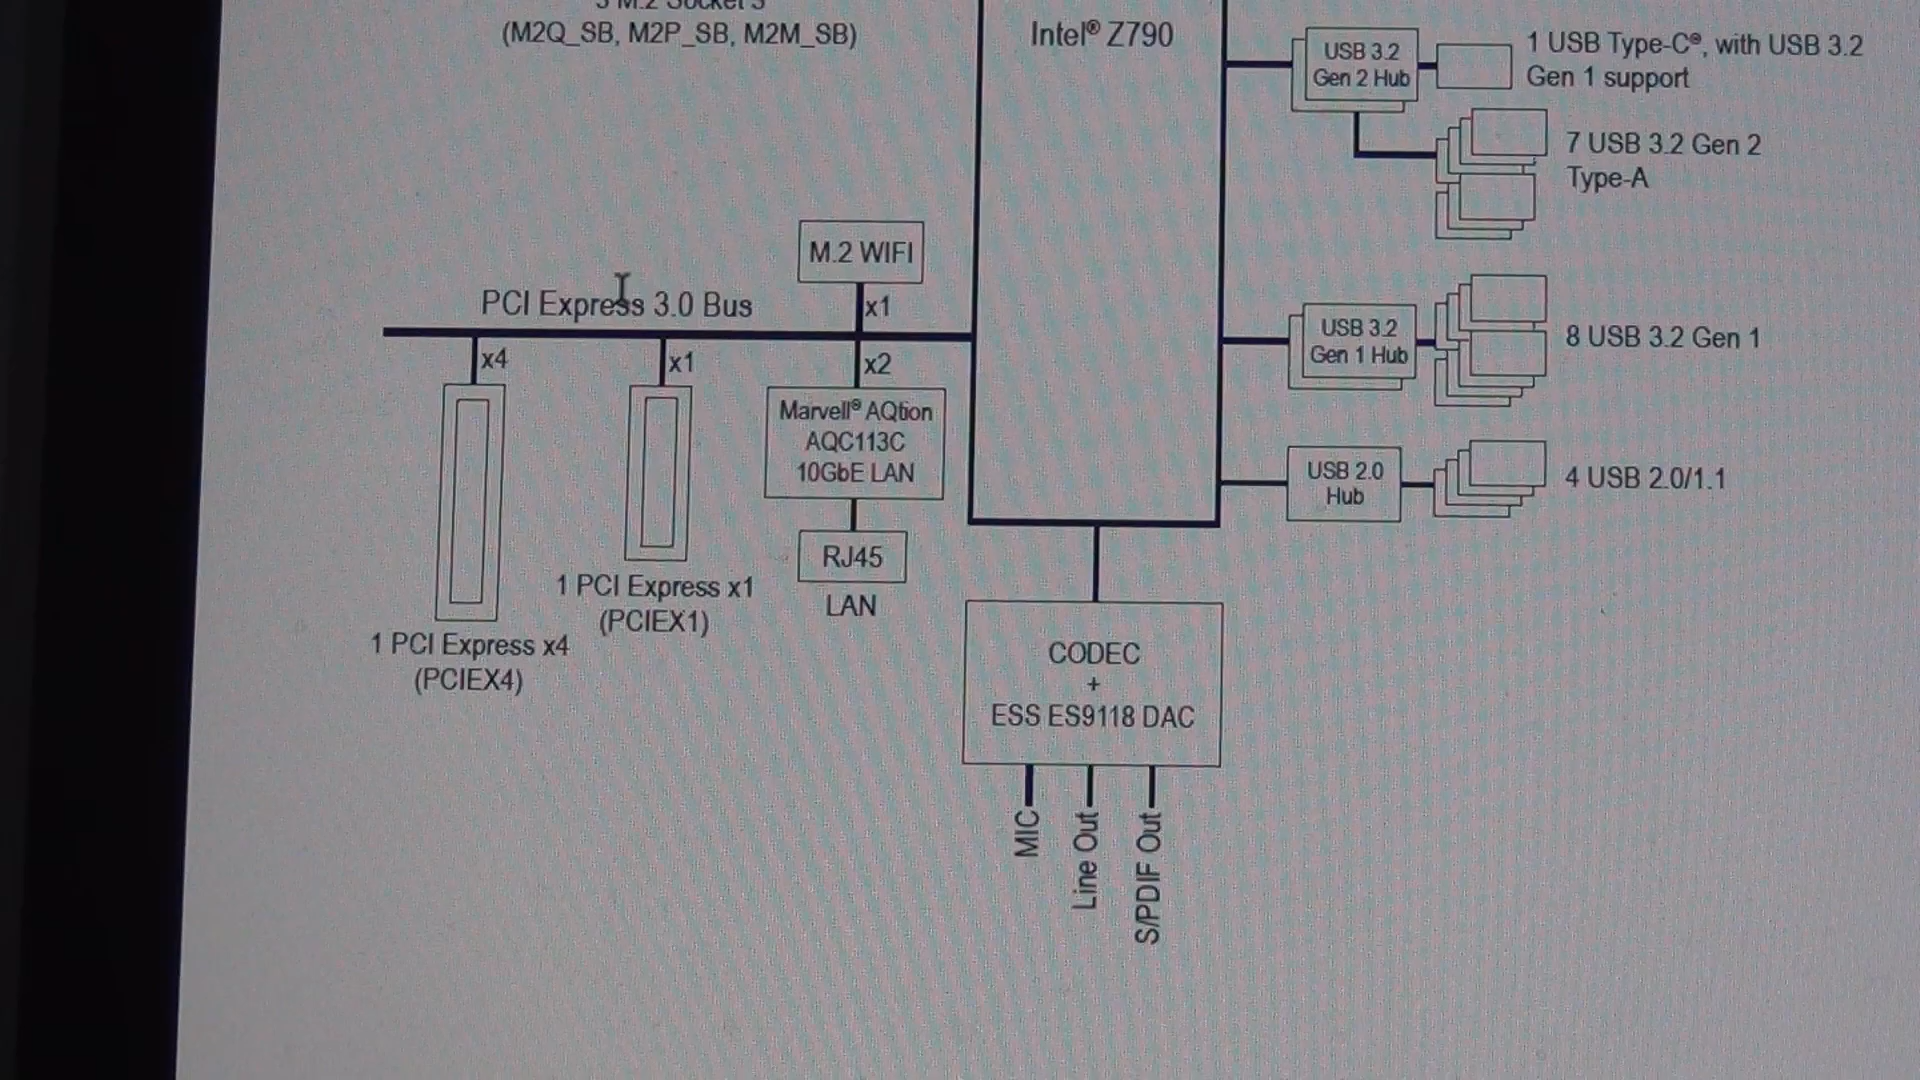 (M2Q_SB, M2P_SB, M2M_SB)
Intel® Z790
USB 3.2
Gen 2 Hub
1 USB Type-C®, with USB 3.2
Gen 1 support
7 USB 3.2 Gen 2
Type-A
M.2 WIFI
PCI Express 3.0 Bus
x1
x4
x1
x2
USB 3.2
Gen 1 Hub
8 USB 3.2 Gen 1
Marvell® AQtion
AQC113C
10GbE LAN
USB 2.0
Hub
4 USB 2.0/1.1
RJ45
LAN
1 PCI Express x1
(PCIEX1)
1 PCI Express x4
(PCIEX4)
CODEC
+
ESS ES9118 DAC
MIC
Line Out
S/PDIF Out